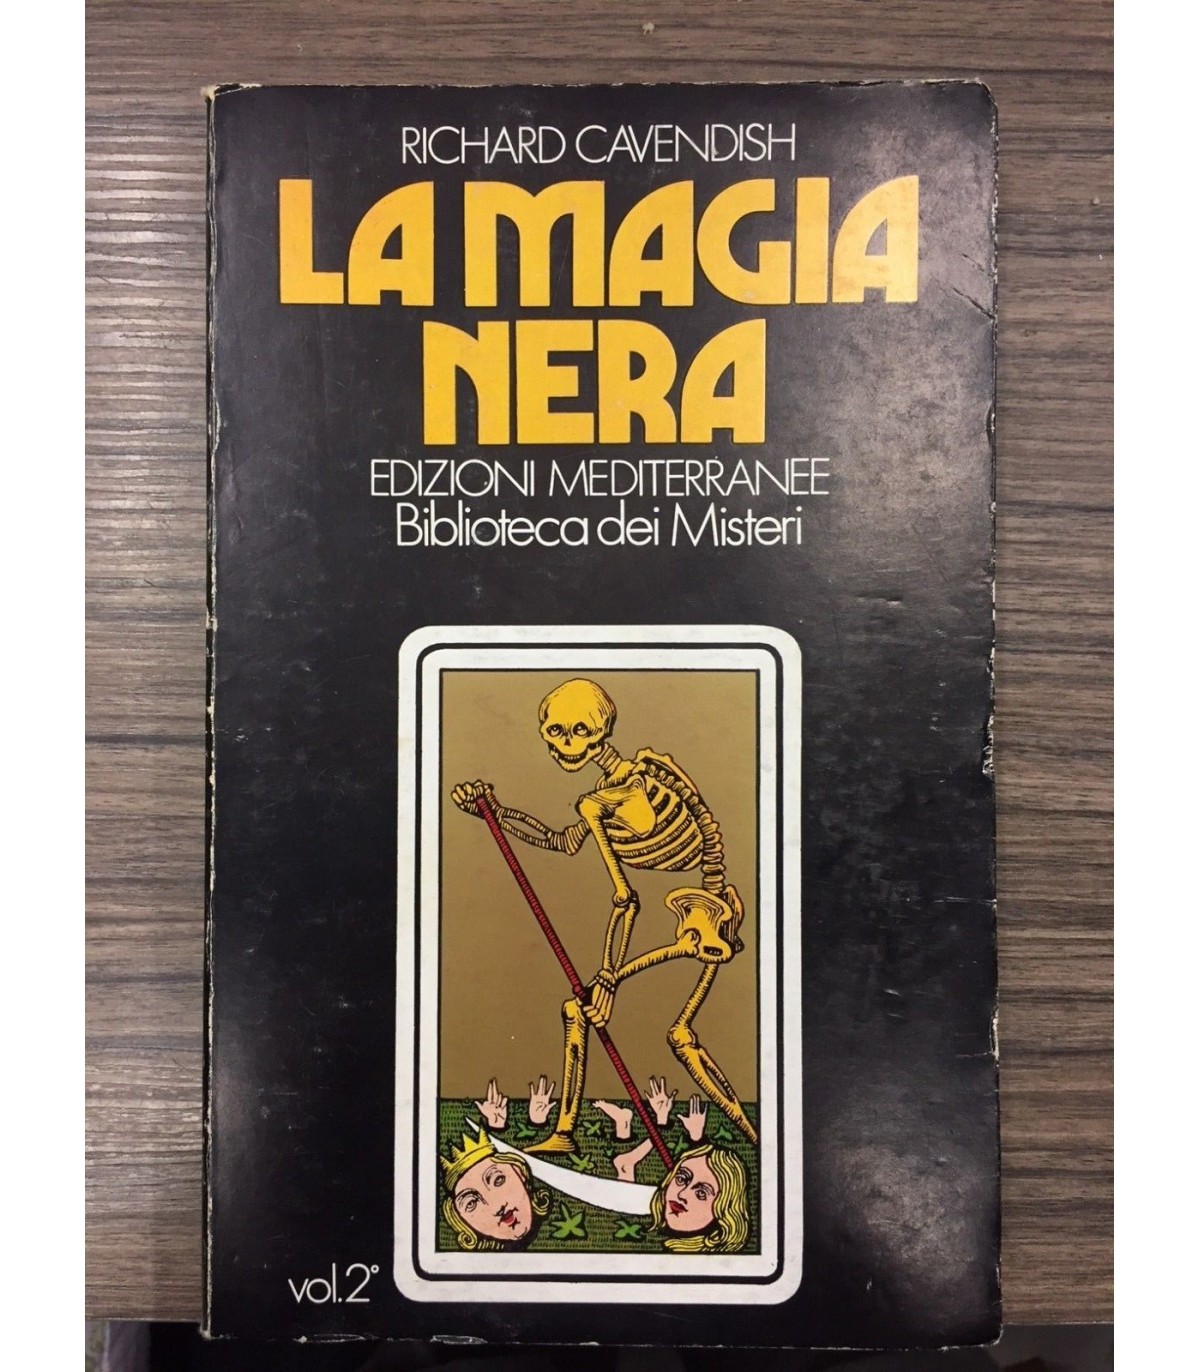 RICHARD CAVENDISH
LA MAGIA
NERA
EDIZIONI MEDITERRANEE
Biblioteca dei Misteri
vol.2°